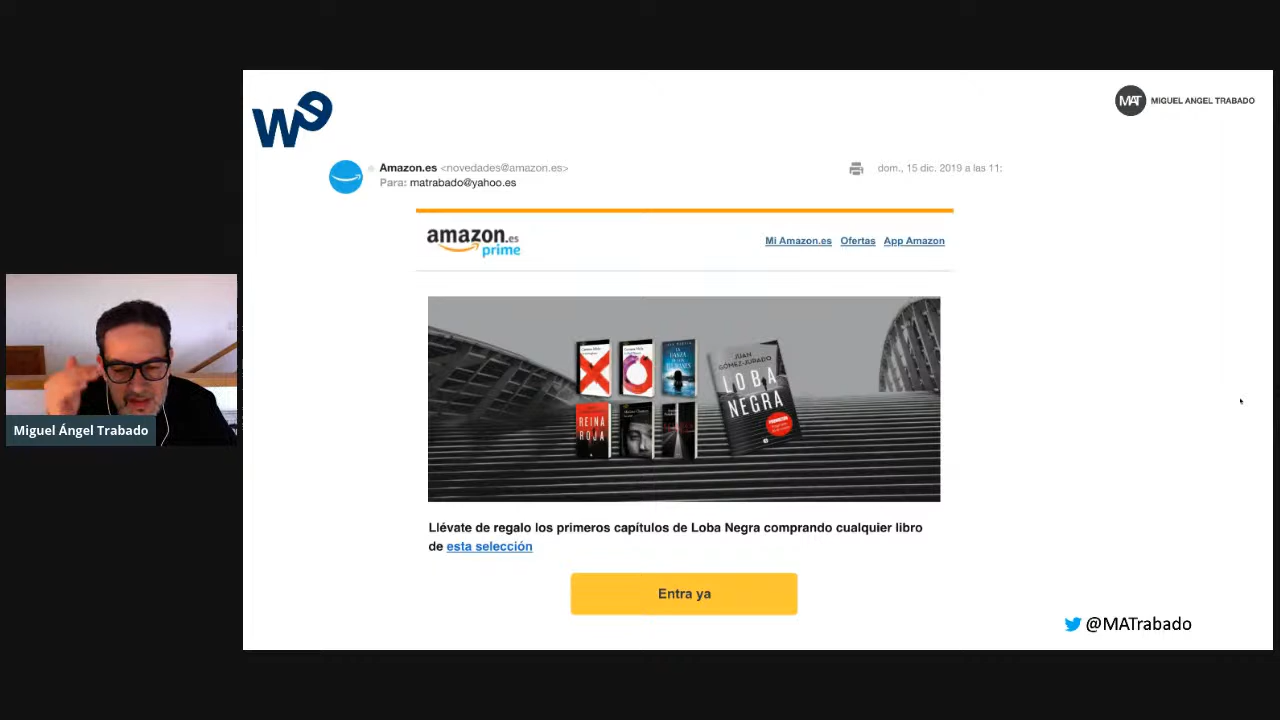 we
MAT MIGUEL ANGEL TRABADO
Amazon.es <novedades@amazon.es>
dom., 15 dic. 2019 a las 11:
Para: matrabado@yahoo.es
amazon.es
prime
Mi Amazon.es Ofertas App Amazon
JUAN
GÓMEZ-JURADO
LOBA
NEGRA
REINA
ROJA
Miguel Ángel Trabado
Llévate de regalo los primeros capítulos de Loba Negra comprando cualquier libro
de esta selección
Entra ya
@MATrabado